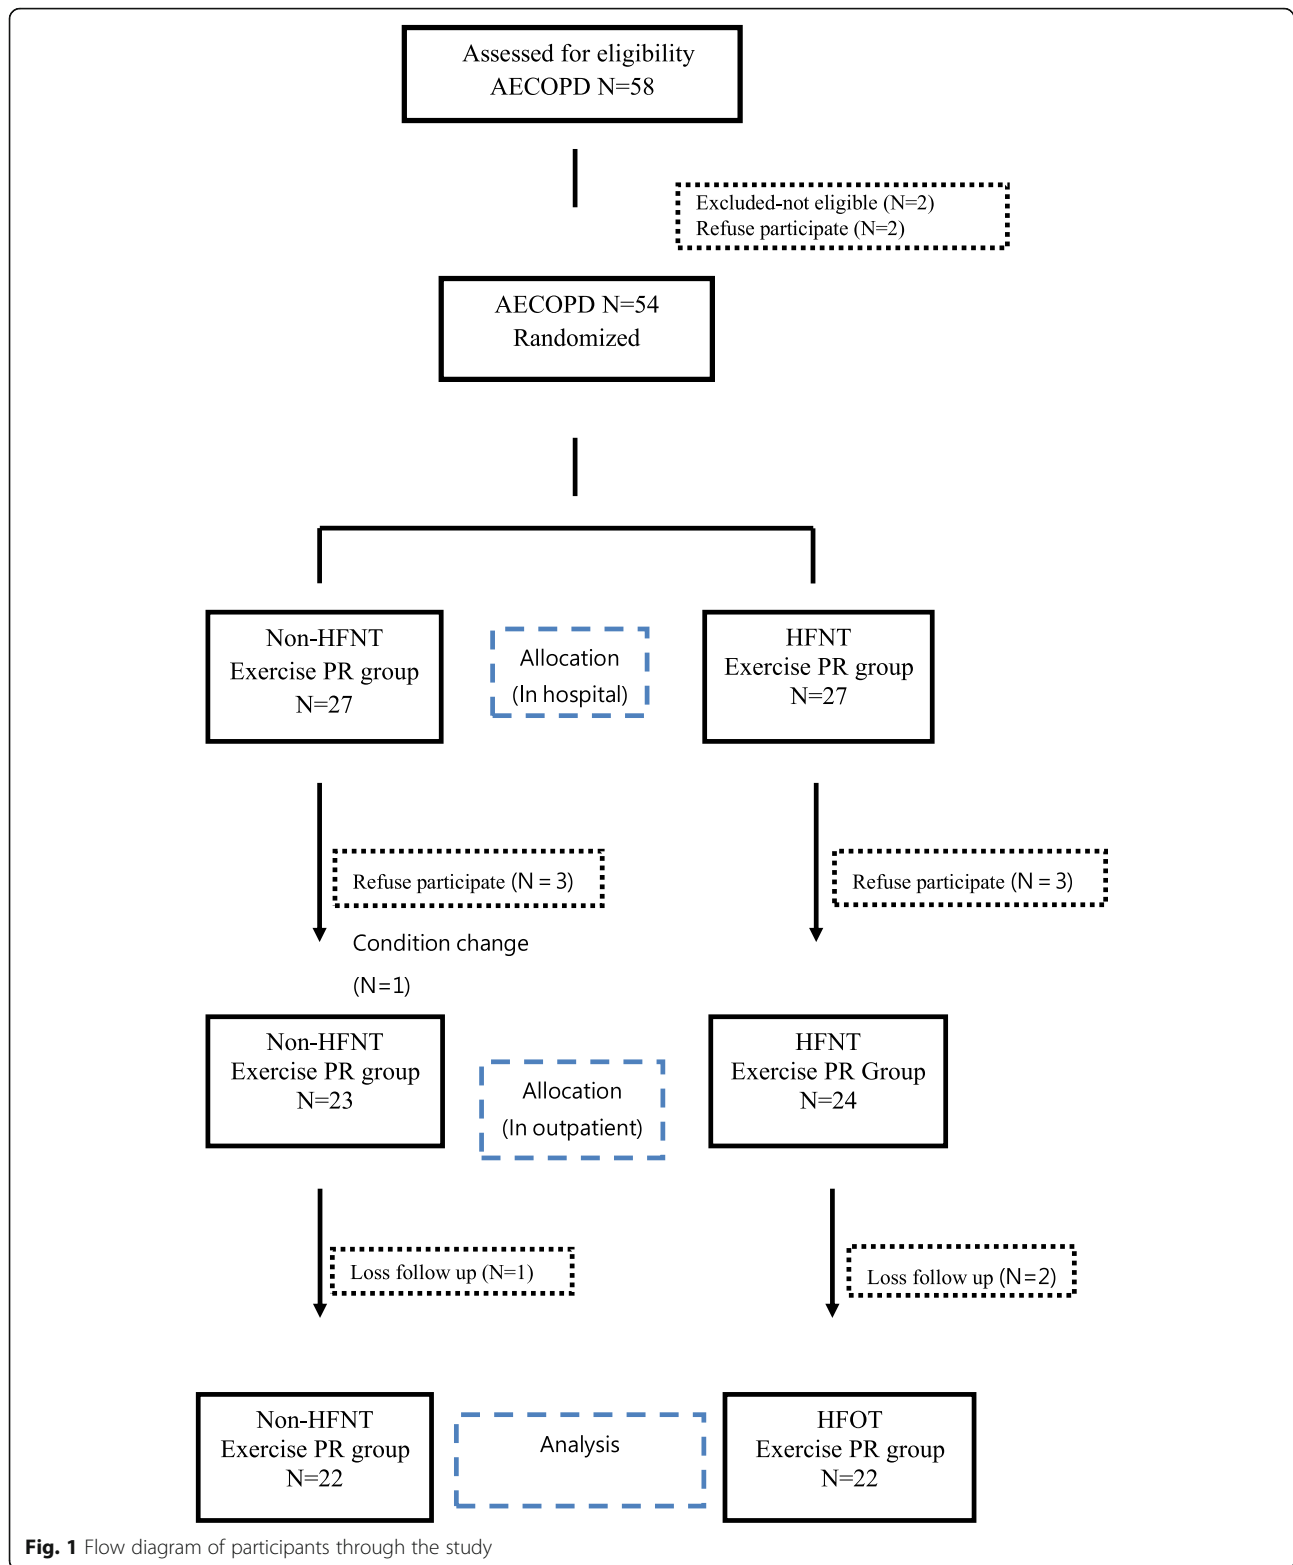 Assessed for eligibility
AECOPD N=58
Excluded-not eligible (N=2)
Refuse participate (N=2)
AECOPD N=54
Randomized
Non-HFNT
Exercise PR group
N=27
Allocation
(In hospital)
HFNT
Exercise PR group
N=27
Refuse participate (N = 3)
Condition change
(N=1)
Refuse participate (N = 3)
Non-HFNT
Exercise PR group
N=23
Allocation
(In outpatient)
HFNT
Exercise PR Group
N=24
Loss follow up (N=1)
Loss follow up (N=2)
Non-HFNT
Exercise PR group
N=22
Analysis
HFOT
Exercise PR group
N=22
Fig. 1 Flow diagram of participants through the study